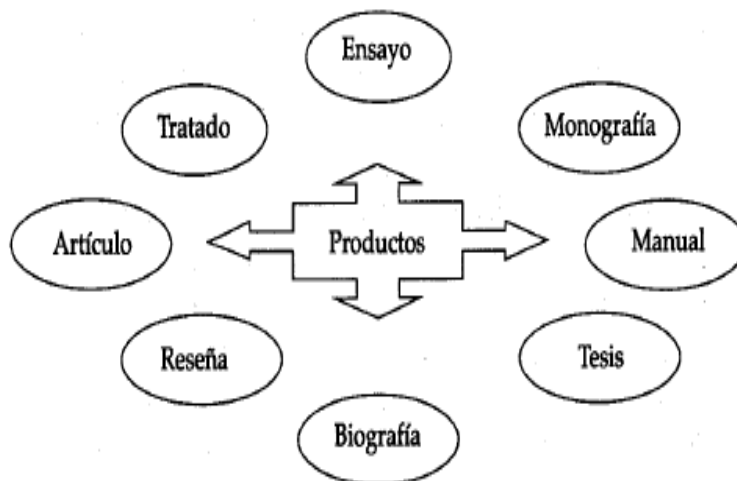 Ensayo
Tratado
Monografía
Artículo
Productos
Manual
Reseña
Tesis
Biografía